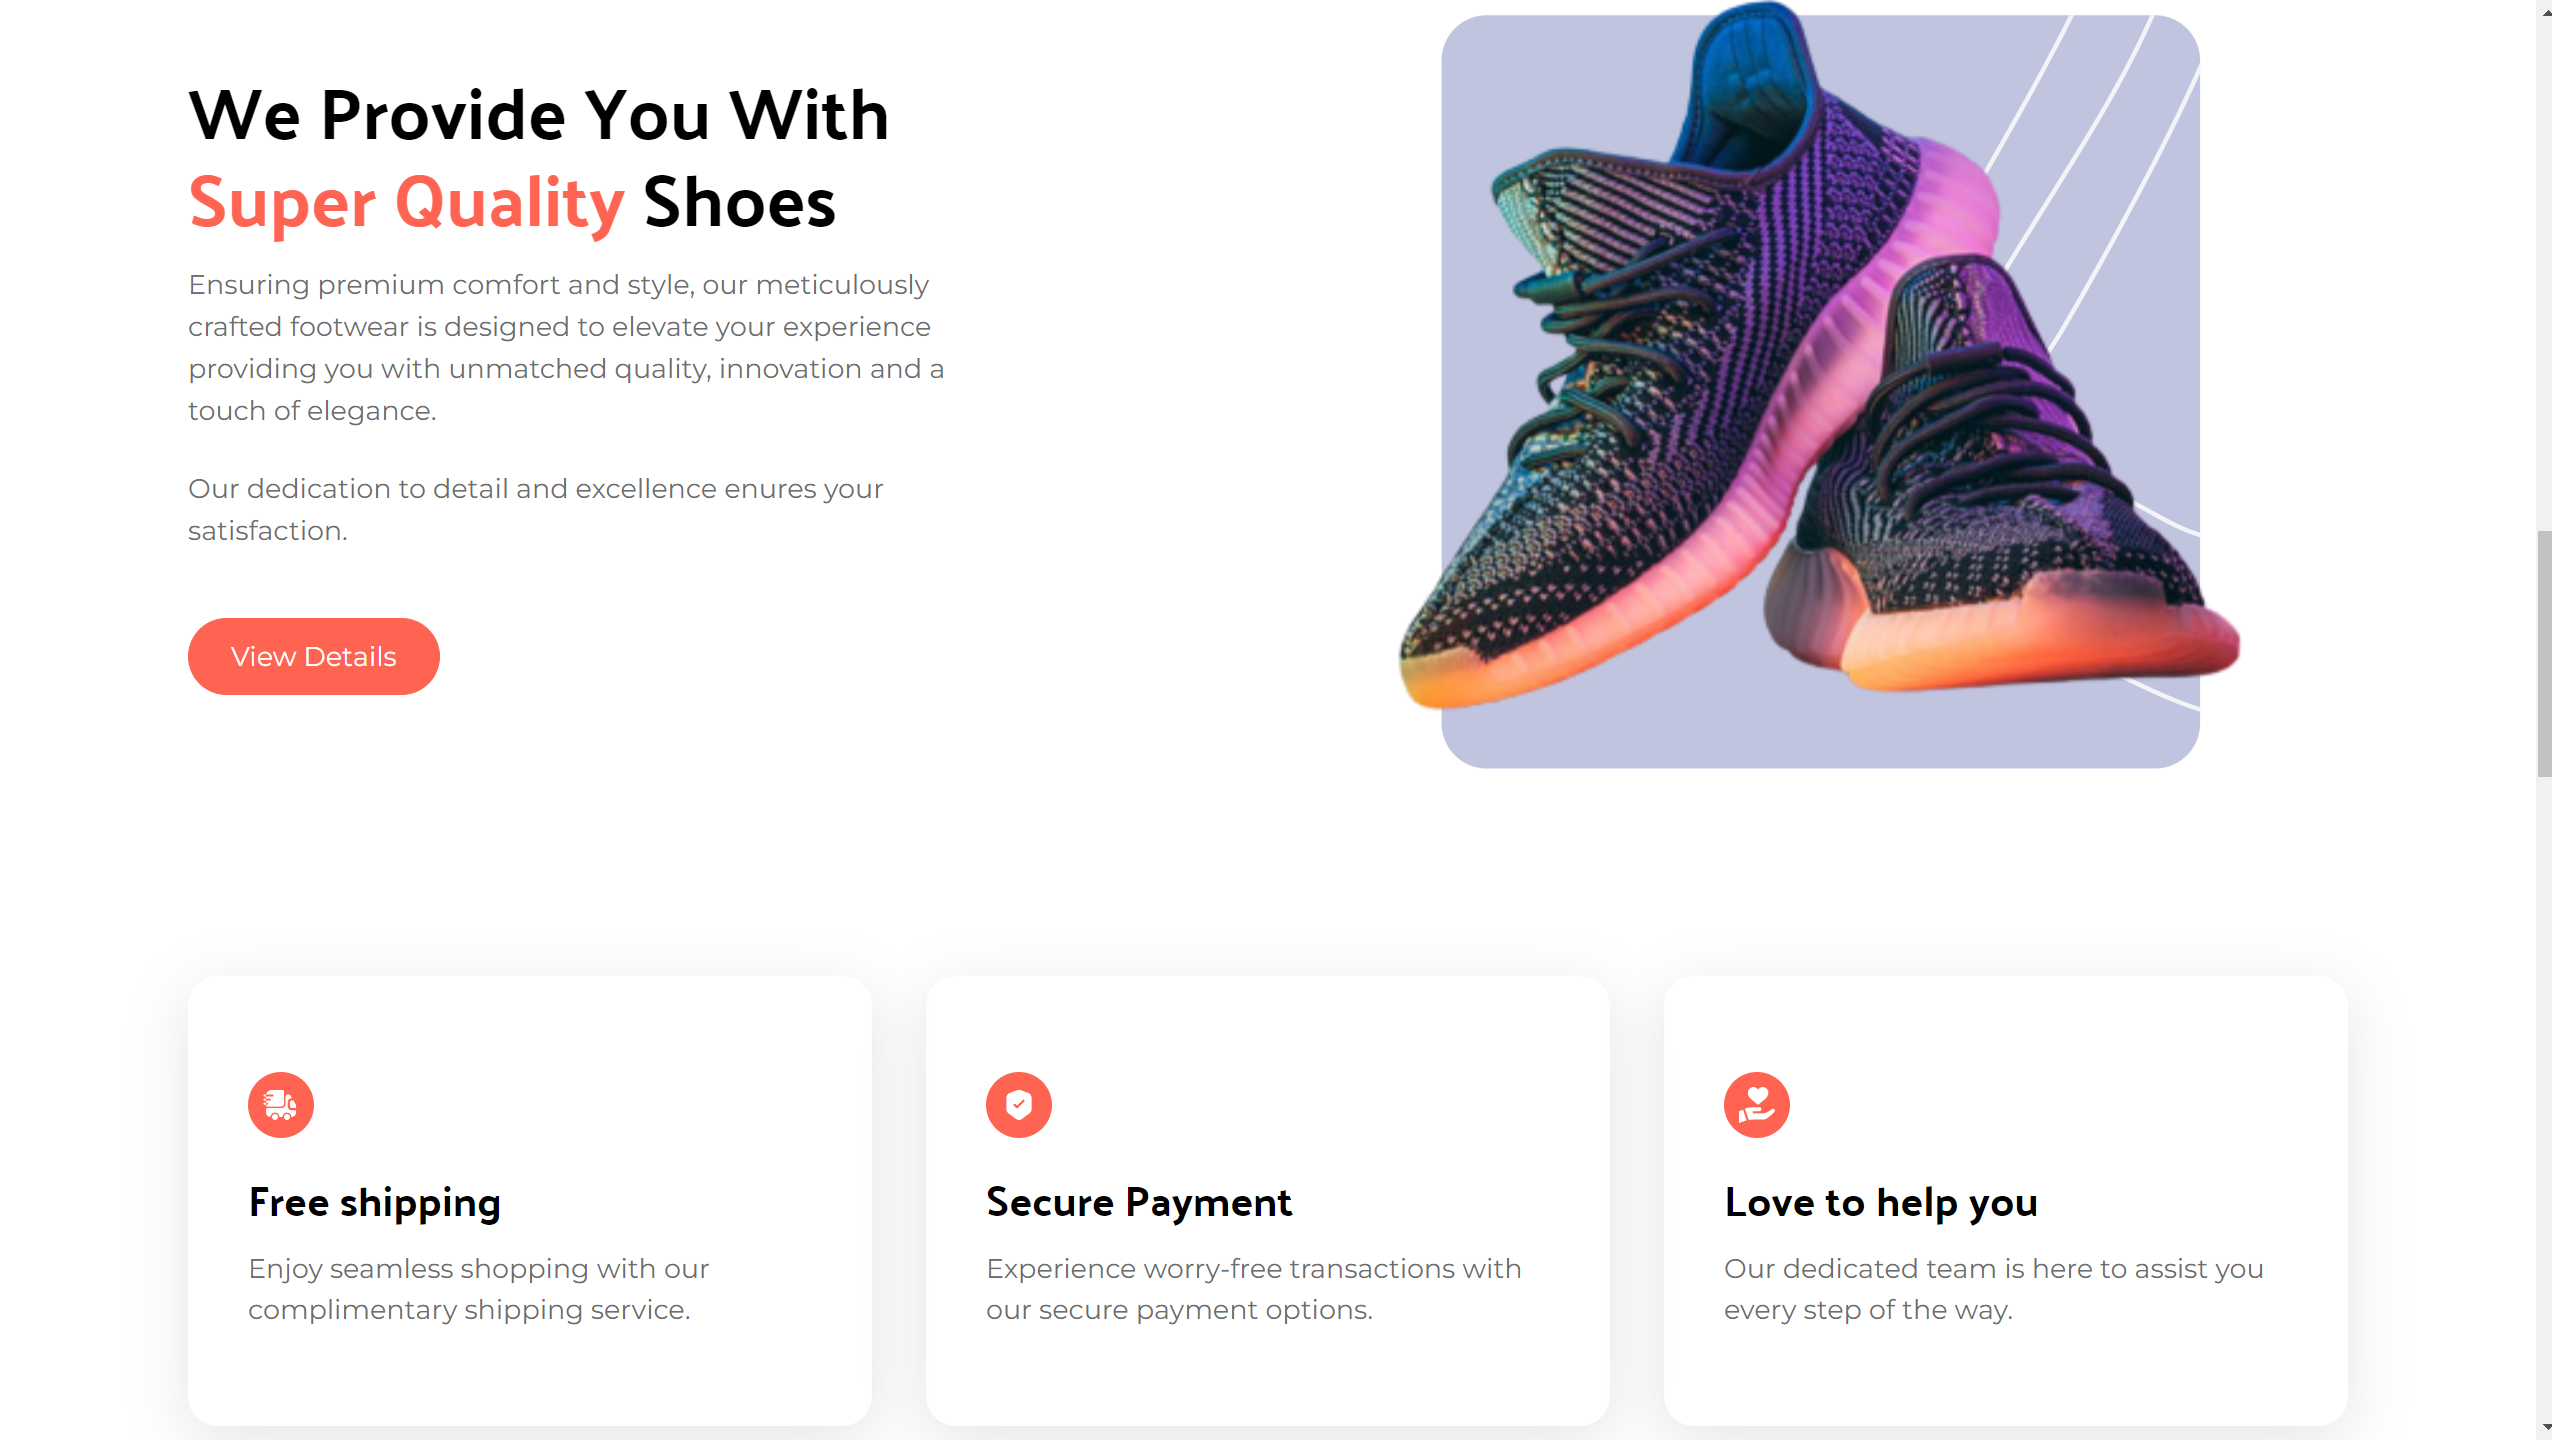 We Provide You With
Super Quality Shoes
Ensuring premium comfort and style, our meticulously
crafted footwear is designed to elevate your experience
providing you with unmatched quality, innovation and a
touch of elegance.
Our dedication to detail and excellence enures your
satisfaction.
View Details
Free shipping
Enjoy seamless shopping with our
complimentary shipping service.
Secure Payment
Experience worry-free transactions with
our secure payment options.
Love to help you
Our dedicated team is here to assist you
every step of the way.